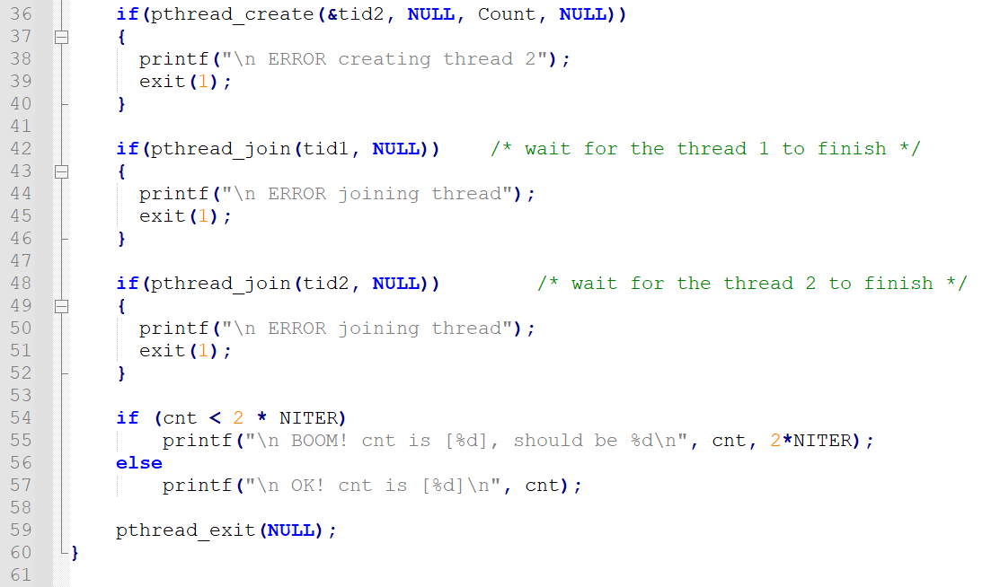 36 if(pthread_create(&tid2, NULL, Count, NULL))
37 {
38 printf("\n ERROR creating thread 2");
39 exit(1);
40 }
41
42 if(pthread_join(tid1, NULL)) /* wait for the thread 1 to finish */
43 {
44 printf("\n ERROR joining thread");
45 exit(1);
46 }
47
48 if(pthread_join(tid2, NULL)) /* wait for the thread 2 to finish */
49 {
50 printf("\n ERROR joining thread");
51 exit(1);
52 }
53
54 if (cnt < 2 * NITER)
55 printf("\n BOOM! cnt is [%d], should be %d\n", cnt, 2*NITER);
56 else
57 printf("\n OK! cnt is [%d]\n", cnt);
58
59 pthread_exit(NULL);
60 }
61